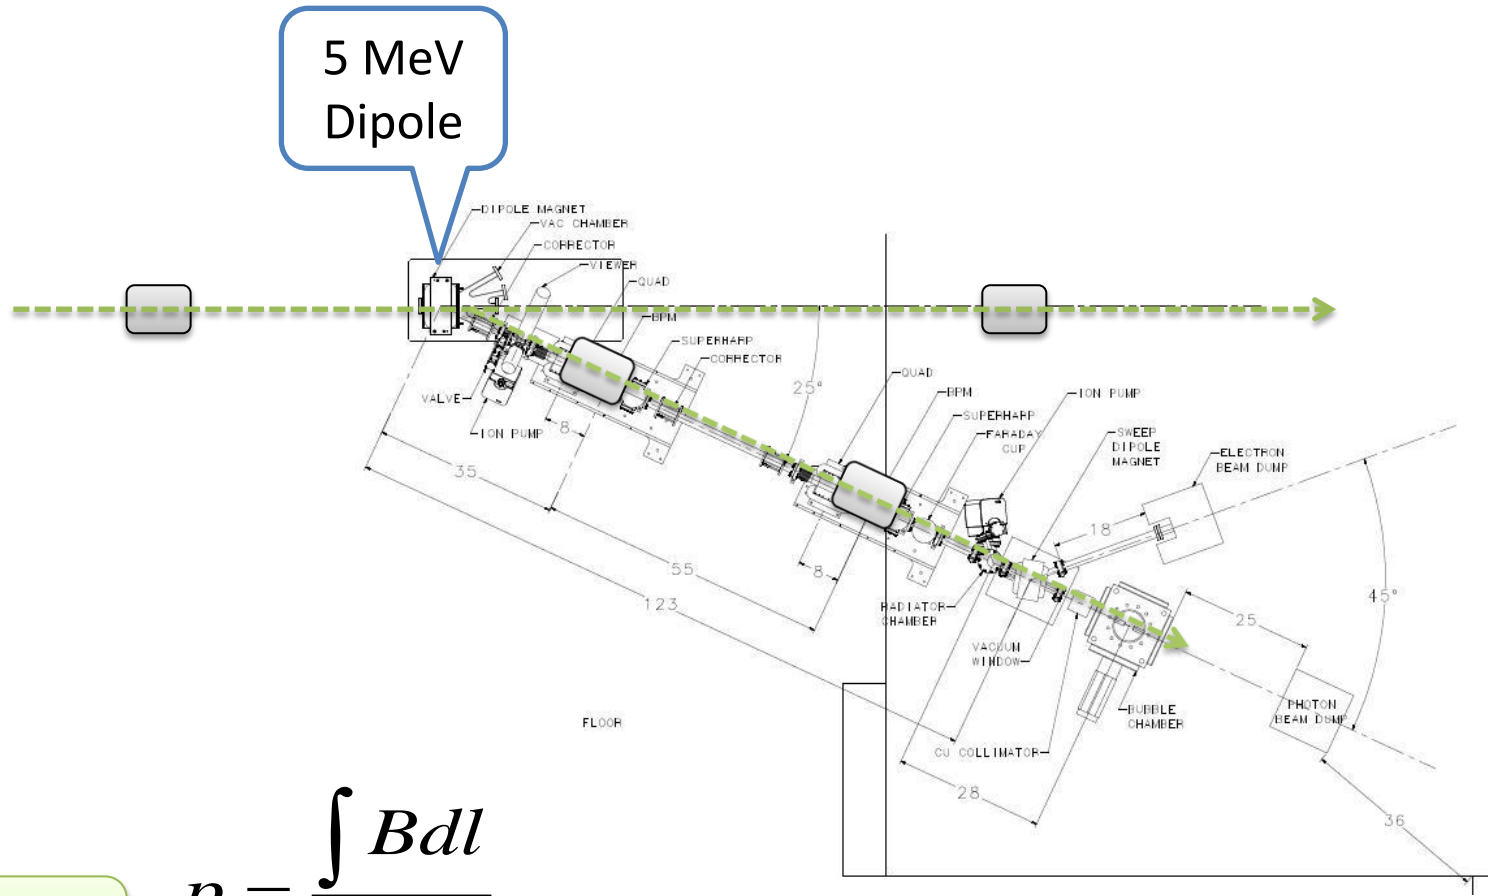 5 MeV
Dipole
DIPOLE MAGNET
VAC CHAMBER
CORRECTOR
VIEWER
QUAD
BPM
SUPERHARP
CORRECTOR
25°
VALVE
ION PUMP
8
35
55
123
QUAD
BPM
SUPERHARP
FARADAY
CUP
ION PUMP
SWEEP
DIPOLE
MAGNET
ELECTRON
BEAM DUMP
18
8
RADIATOR
CHAMBER
VACUUM
WINDOW
25
45°
BUBBLE
CHAMBER
PHOTON
BEAM DUMP
CU COLLIMATOR
28
36
FLOOR
p = ∫ Bdl